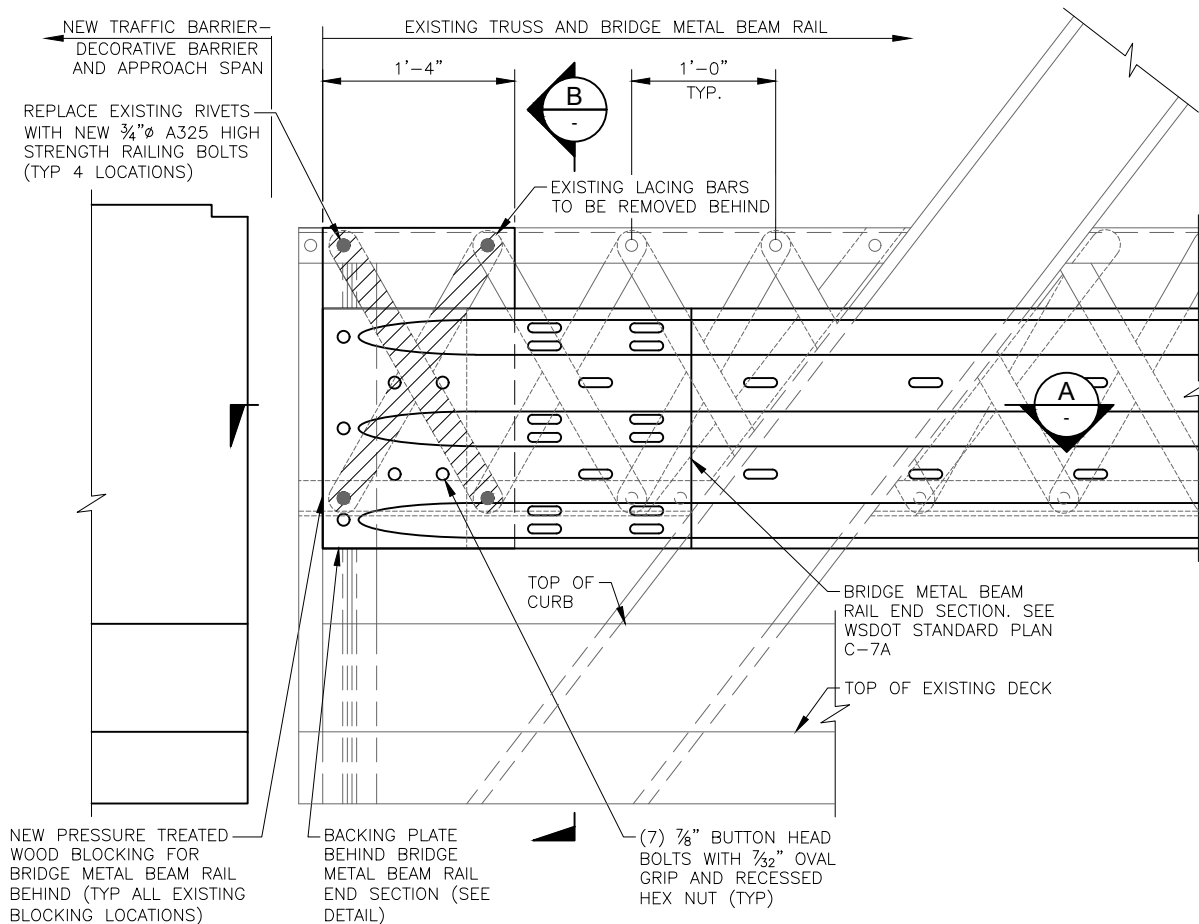 NEW TRAFFIC BARRIER-
DECORATIVE BARRIER
AND APPROACH SPAN
EXISTING TRUSS AND BRIDGE METAL BEAM RAIL
1'-4"
1'-0"
TYP.
B
-
REPLACE EXISTING RIVETS
WITH NEW ¾"ø A325 HIGH
STRENGTH RAILING BOLTS
(TYP 4 LOCATIONS)
EXISTING LACING BARS
TO BE REMOVED BEHIND
A
-
TOP OF
CURB
BRIDGE METAL BEAM
RAIL END SECTION. SEE
WSDOT STANDARD PLAN
C-7A
TOP OF EXISTING DECK
NEW PRESSURE TREATED
WOOD BLOCKING FOR
BRIDGE METAL BEAM RAIL
BEHIND (TYP ALL EXISTING
BLOCKING LOCATIONS)
BACKING PLATE
BEHIND BRIDGE
METAL BEAM RAIL
END SECTION (SEE
DETAIL)
(7) ⅞" BUTTON HEAD
BOLTS WITH 7/32" OVAL
GRIP AND RECESSED
HEX NUT (TYP)